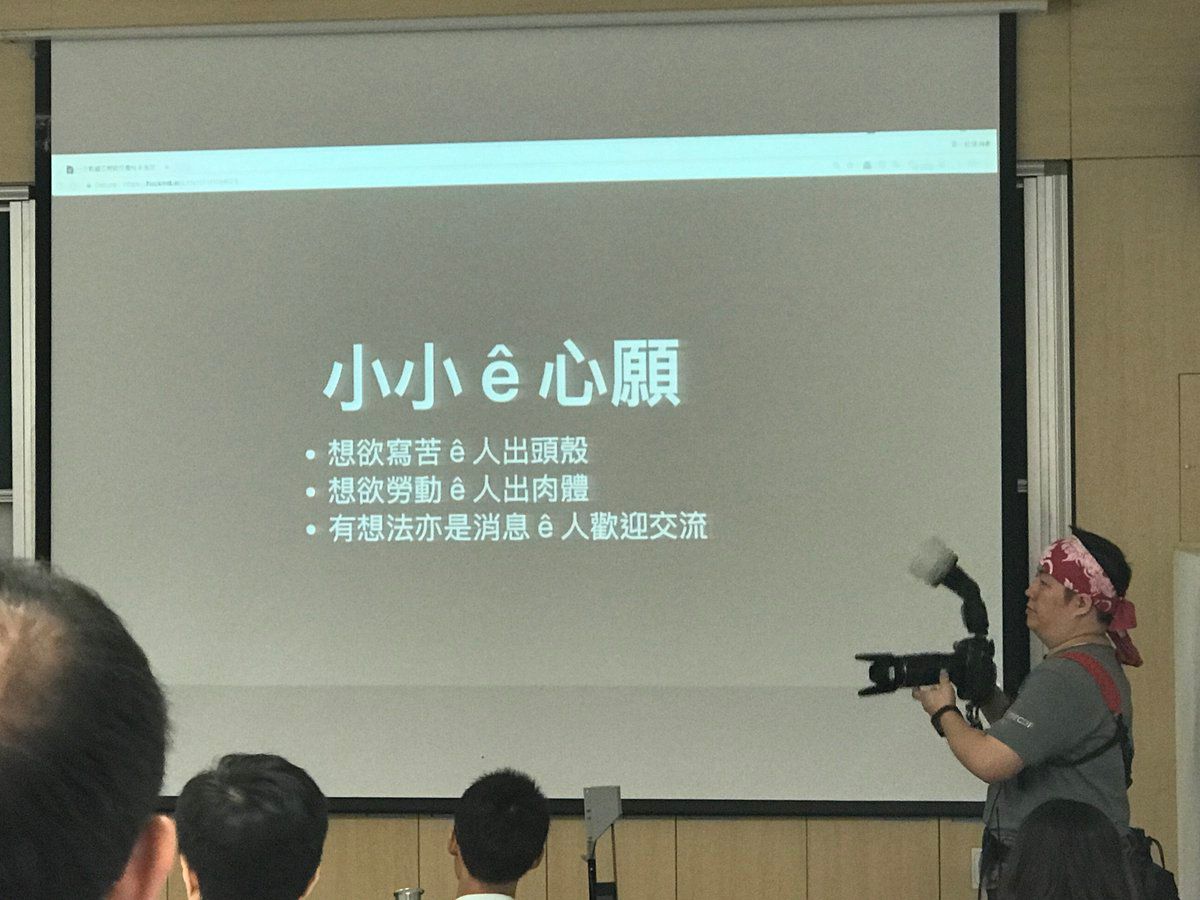 小小 ê 心願
• 想欲寫苦 ê 人出頭殼
• 想欲勞動 ê 人出肉體
• 有想法亦是消息 ê 人歡迎交流